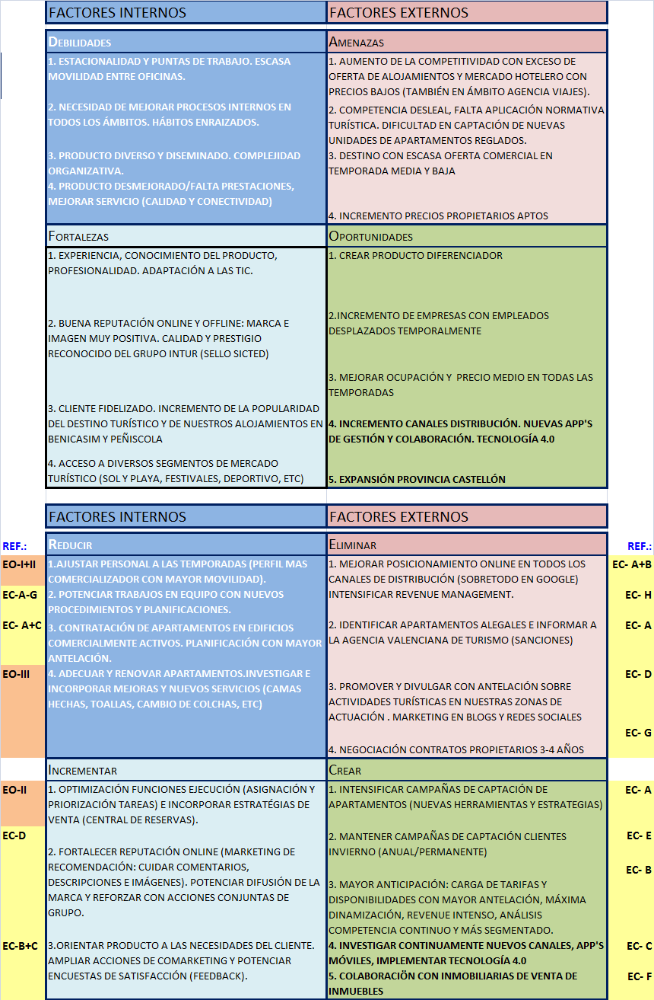 FACTORES INTERNOS
FACTORES EXTERNOS
DEBILIDADES
1. ESTACIONALIDAD Y PUNTAS DE TRABAJO. ESCASA
MOVILIDAD ENTRE OFICINAS.
2. NECESIDAD DE MEJORAR PROCESOS INTERNOS EN
TODOS LOS ÁMBITOS. HÁBITOS ENRAIZADOS.
3. PRODUCTO DIVERSO Y DISEMINADO. COMPLEJIDAD
ORGANIZATIVA.
4. PRODUCTO DESMEJORADO/FALTA PRESTACIONES,
MEJORAR SERVICIO (CALIDAD Y CONECTIVIDAD)
AMENAZAS
1. AUMENTO DE LA COMPETITIVIDAD CON EXCESO DE
OFERTA DE ALOJAMIENTOS Y MERCADO HOTELERO CON
PRECIOS BAJOS (TAMBIÉN EN ÁMBITO AGENCIA VIAJES).
2. COMPETENCIA DESLEAL, FALTA APLICACIÓN NORMATIVA
TURÍSTICA. DIFICULTAD EN CAPTACIÓN DE NUEVAS
UNIDADES DE APARTAMENTOS REGLADOS.
3. DESTINO CON ESCASA OFERTA COMERCIAL EN
TEMPORADA MEDIA Y BAJA
4. INCREMENTO PRECIOS PROPIETARIOS APTOS
FORTALEZAS
1. EXPERIENCIA, CONOCIMIENTO DEL PRODUCTO,
PROFESIONALIDAD. ADAPTACIÓN A LAS TIC.
2. BUENA REPUTACIÓN ONLINE Y OFFLINE: MARCA E
IMAGEN MUY POSITIVA. CALIDAD Y PRESTIGIO
RECONOCIDO DEL GRUPO INTUR (SELLO SICTED)
3. CLIENTE FIDELIZADO. INCREMENTO DE LA POPULARIDAD
DEL DESTINO TURÍSTICO Y DE NUESTROS ALOJAMIENTOS EN
BENICASIM Y PEÑISCOLA
4. ACCESO A DIVERSOS SEGMENTOS DE MERCADO
TURÍSTICO (SOL Y PLAYA, FESTIVALES, DEPORTIVO, ETC)
OPORTUNIDADES
1. CREAR PRODUCTO DIFERENCIADOR
2.INCREMENTO DE EMPRESAS CON EMPLEADOS
DESPLAZADOS TEMPORALMENTE
3. MEJORAR OCUPACIÓN Y  PRECIO MEDIO EN TODAS LAS
TEMPORADAS
4. INCREMENTO CANALES DISTRIBUCIÓN. NUEVAS APP'S
DE GESTIÓN Y COLABORACIÓN. TECNOLOGÍA 4.0
5. EXPANSIÓN PROVINCIA CASTELLÓN
FACTORES INTERNOS
FACTORES EXTERNOS
REF.:
REDUCIR
EO-I+II
1.AJUSTAR PERSONAL A LAS TEMPORADAS (PERFIL MAS
COMERCIALIZADOR CON MAYOR MOVILIDAD).
EC-A-G
2. POTENCIAR TRABAJOS EN EQUIPO CON NUEVOS
PROCEDIMIENTOS Y PLANIFICACIONES.
EC- A+C
3. CONTRATACIÓN DE APARTAMENTOS EN EDIFICIOS
COMERCIALMENTE ACTIVOS. PLANIFICACIÓN CON MAYOR
ANTELACIÓN.
EO-III
4. ADECUAR Y RENOVAR APARTAMENTOS.INVESTIGAR E
INCORPORAR MEJORAS Y NUEVOS SERVICIOS (CAMAS
HECHAS, TOALLAS, CAMBIO DE COLCHAS, ETC)
ELIMINAR
REF.:
1. MEJORAR POSICIONAMIENTO ONLINE EN TODOS LOS
CANALES DE DISTRIBUCIÓN (SOBRETODO EN GOOGLE)
INTENSIFICAR REVENUE MANAGEMENT.
EC- A+B
EC- H
2. IDENTIFICAR APARTAMENTOS ALEGALES E INFORMAR A
LA AGENCIA VALENCIANA DE TURISMO (SANCIONES)
EC- A
3. PROMOVER Y DIVULGAR CON ANTELACIÓN SOBRE
ACTIVIDADES TURÍSTICAS EN NUESTRAS ZONAS DE
ACTUACIÓN . MARKETING EN BLOGS Y REDES SOCIALES
EC- D
4. NEGOCIACIÓN CONTRATOS PROPIETARIOS 3-4 AÑOS
EC- G
INCREMENTAR
EO-II
1. OPTIMIZACIÓN FUNCIONES EJECUCIÓN (ASIGNACIÓN Y
PRIORIZACIÓN TAREAS) E INCORPORAR ESTRATÉGIAS DE
VENTA (CENTRAL DE RESERVAS).
EC-D
2. FORTALECER REPUTACIÓN ONLINE (MARKETING DE
RECOMENDACIÓN: CUIDAR COMENTARIOS,
DESCRIPCIONES E IMÁGENES). POTENCIAR DIFUSIÓN DE LA
MARCA Y REFORZAR CON ACCIONES CONJUNTAS DE
GRUPO.
EC-B+C
3.ORIENTAR PRODUCTO A LAS NECESIDADES DEL CLIENTE.
AMPLIAR ACCIONES DE COMARKETING Y POTENCIAR
ENCUESTAS DE SATISFACCIÓN (FEEDBACK).
CREAR
1. INTENSIFICAR CAMPAÑAS DE CAPTACIÓN DE
APARTAMENTOS (NUEVAS HERRAMIENTAS Y ESTRATEGIAS)
EC- A
2. MANTENER CAMPAÑAS DE CAPTACIÓN CLIENTES
INVIERNO (ANUAL/PERMANENTE)
EC- E
3. MAYOR ANTICIPACIÓN: CARGA DE TARIFAS Y
DISPONIBILIDADES CON MAYOR ANTELACIÓN, MÁXIMA
DINAMIZACIÓN, REVENUE INTENSO, ANÁLISIS
COMPETENCIA CONTINUO Y MÁS SEGMENTADO.
EC- B
4. INVESTIGAR CONTINUAMENTE NUEVOS CANALES, APP'S
MÓVILES, IMPLEMENTAR TECNOLOGÍA 4.0
EC- C
5. COLABORACIÖN CON INMOBILIARIAS DE VENTA DE
INMUEBLES
EC- F